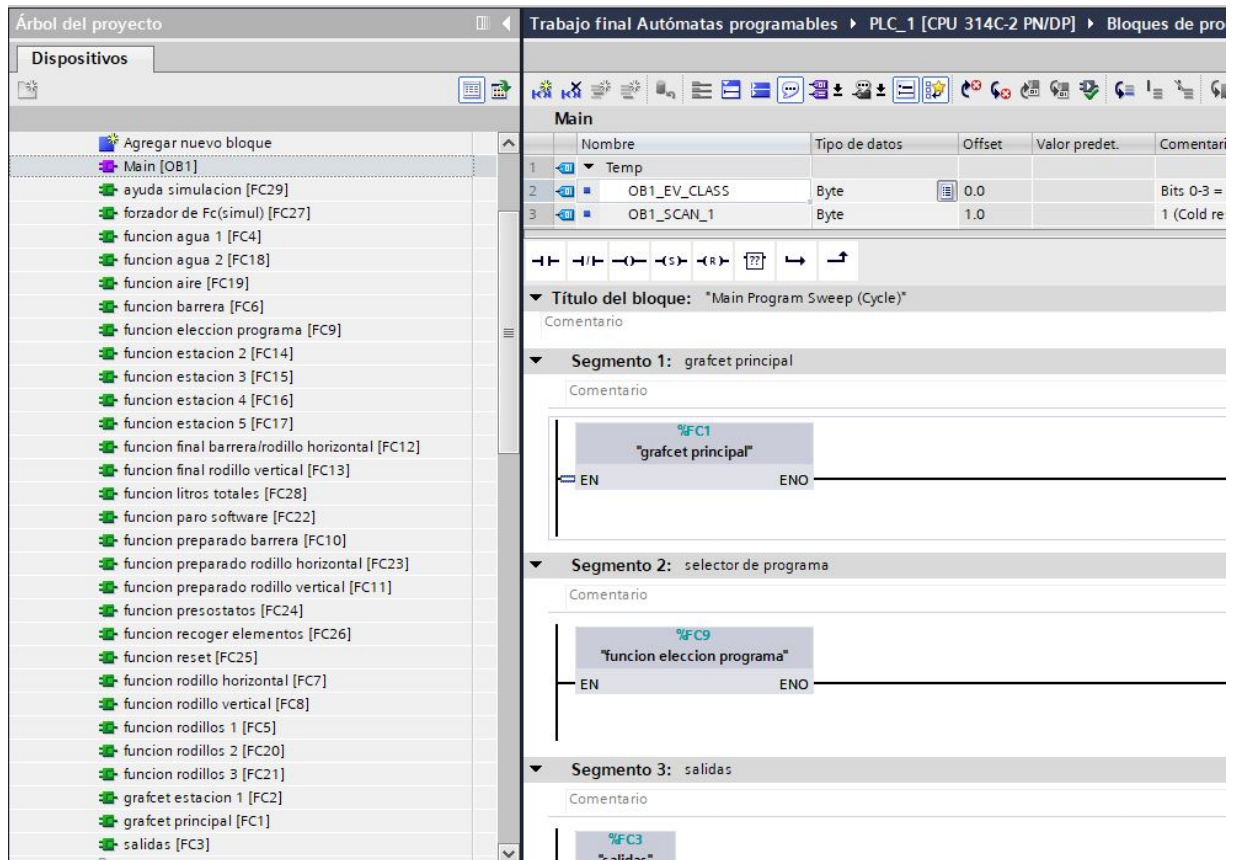 Árbol del proyecto
Dispositivos
Agregar nuevo bloque
Main [OB1]
ayuda simulacion [FC29]
forzador de Fc(simul) [FC27]
funcion agua 1 [FC4]
funcion agua 2 [FC18]
funcion aire [FC19]
funcion barrera [FC6]
funcion eleccion programa [FC9]
funcion estacion 2 [FC14]
funcion estacion 3 [FC15]
funcion estacion 4 [FC16]
funcion estacion 5 [FC17]
funcion final barrera/rodillo horizontal [FC12]
funcion final rodillo vertical [FC13]
funcion litros totales [FC28]
funcion paro software [FC22]
funcion preparado barrera [FC10]
funcion preparado rodillo horizontal [FC23]
funcion preparado rodillo vertical [FC11]
funcion presostatos [FC24]
funcion recoger elementos [FC26]
funcion reset [FC25]
funcion rodillo horizontal [FC7]
funcion rodillo vertical [FC8]
funcion rodillos 1 [FC5]
funcion rodillos 2 [FC20]
funcion rodillos 3 [FC21]
grafcet estacion 1 [FC2]
grafcet principal [FC1]
salidas [FC3]
Trabajo final Autómatas programables PLC_1 [CPU 314C-2 PN/DP] Bloques de pro
Main
Nombre Tipo de datos Offset Valor predet. Comentari
1 Temp
2 OB1_EV_CLASS Byte 0.0 Bits 0-3 =
3 OB1_SCAN_1 Byte 1.0 1 (Cold re
??
Título del bloque: "Main Program Sweep (Cycle)"
Comentario
Segmento 1: grafcet principal
Comentario
%FC1
"grafcet principal"
EN ENO
Segmento 2: selector de programa
Comentario
%FC9
"funcion eleccion programa"
EN ENO
Segmento 3: salidas
Comentario
%FC3
"salidas"